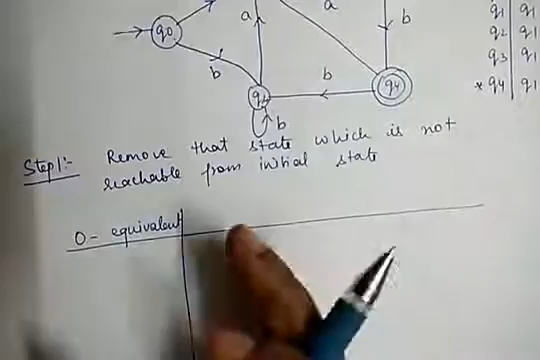 a
a
b
q0
b
b
q2
b
q4
q1 q1
q2 q1
q3 q1
* q4 q1
Step1:- Remove that state which is not
reachable from initial state
0- equivalent